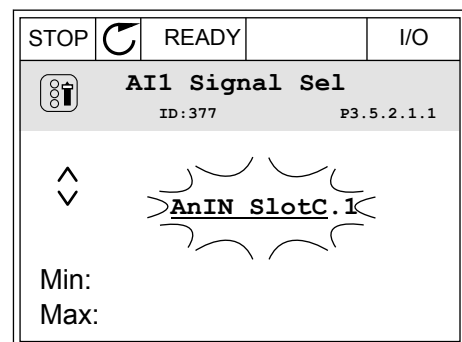 STOP READY I/O
AI1 Signal Sel
ID:377 P3.5.2.1.1
AnIN SlotC.1
Min:
Max: